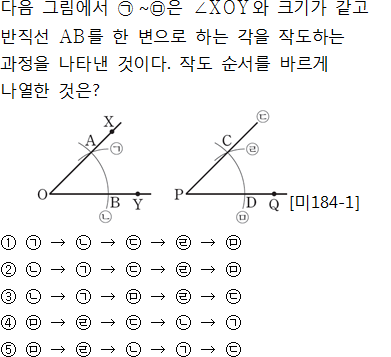 다음 그림에서 ㉠ ~㉤은 ∠XOY와 크기가 같고
반직선 AB를 한 변으로 하는 각을 작도하는
과정을 나타낸 것이다. 작도 순서를 바르게
나열한 것은?
X
A
㉠
O
B
Y
㉡
㉢
C
㉣
P
D
Q
㉤
[미184-1]
① ㉠ → ㉡ → ㉢ → ㉣ → ㉤
② ㉡ → ㉠ → ㉢ → ㉣ → ㉤
③ ㉡ → ㉠ → ㉤ → ㉣ → ㉢
④ ㉤ → ㉣ → ㉢ → ㉡ → ㉠
⑤ ㉤ → ㉣ → ㉡ → ㉠ → ㉢